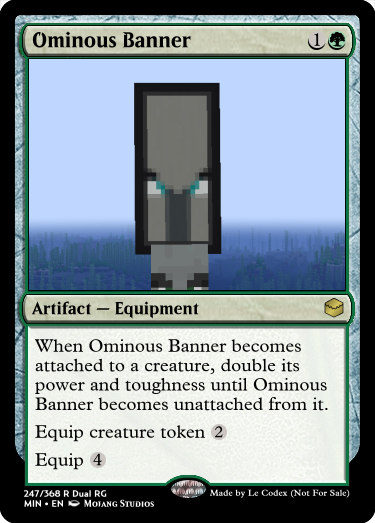 Ominous Banner 1
Artifact — Equipment
When Ominous Banner becomes
attached to a creature, double its
power and toughness until Ominous
Banner becomes unattached from it.
Equip creature token 2
Equip 4
247/368 R Dual RG
MIN • EN Mojang Studios
Made by Le Codex (Not For Sale)